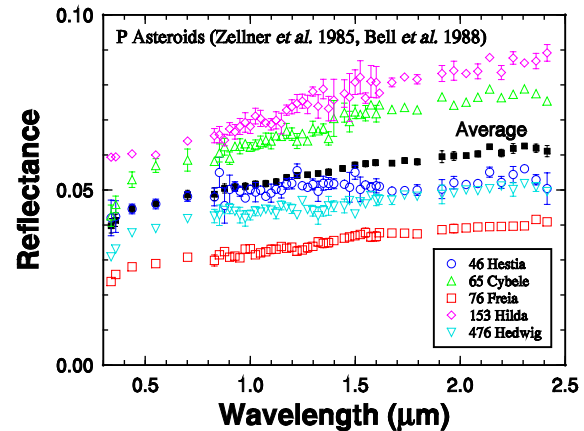 P Asteroids (Zellner et al. 1985, Bell et al. 1988)
0.10
Average
Reflectance
0.05
46 Hestia
65 Cybele
76 Freia
153 Hilda
476 Hedwig
0.00
0.5 1.0 1.5 2.0 2.5
Wavelength (μm)